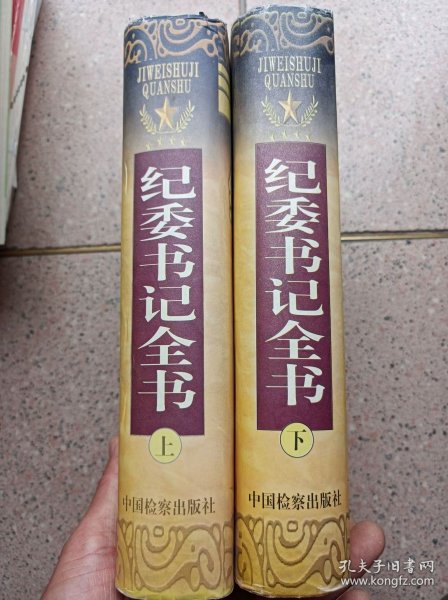 JIWEISHUJI
QUANSHU
纪委书记全书
上
中国检察出版社
JIWEISHUJI
QUANSHU
纪委书记全书
下
中国检察出版社
孔夫子旧书网
www.kongfz.com